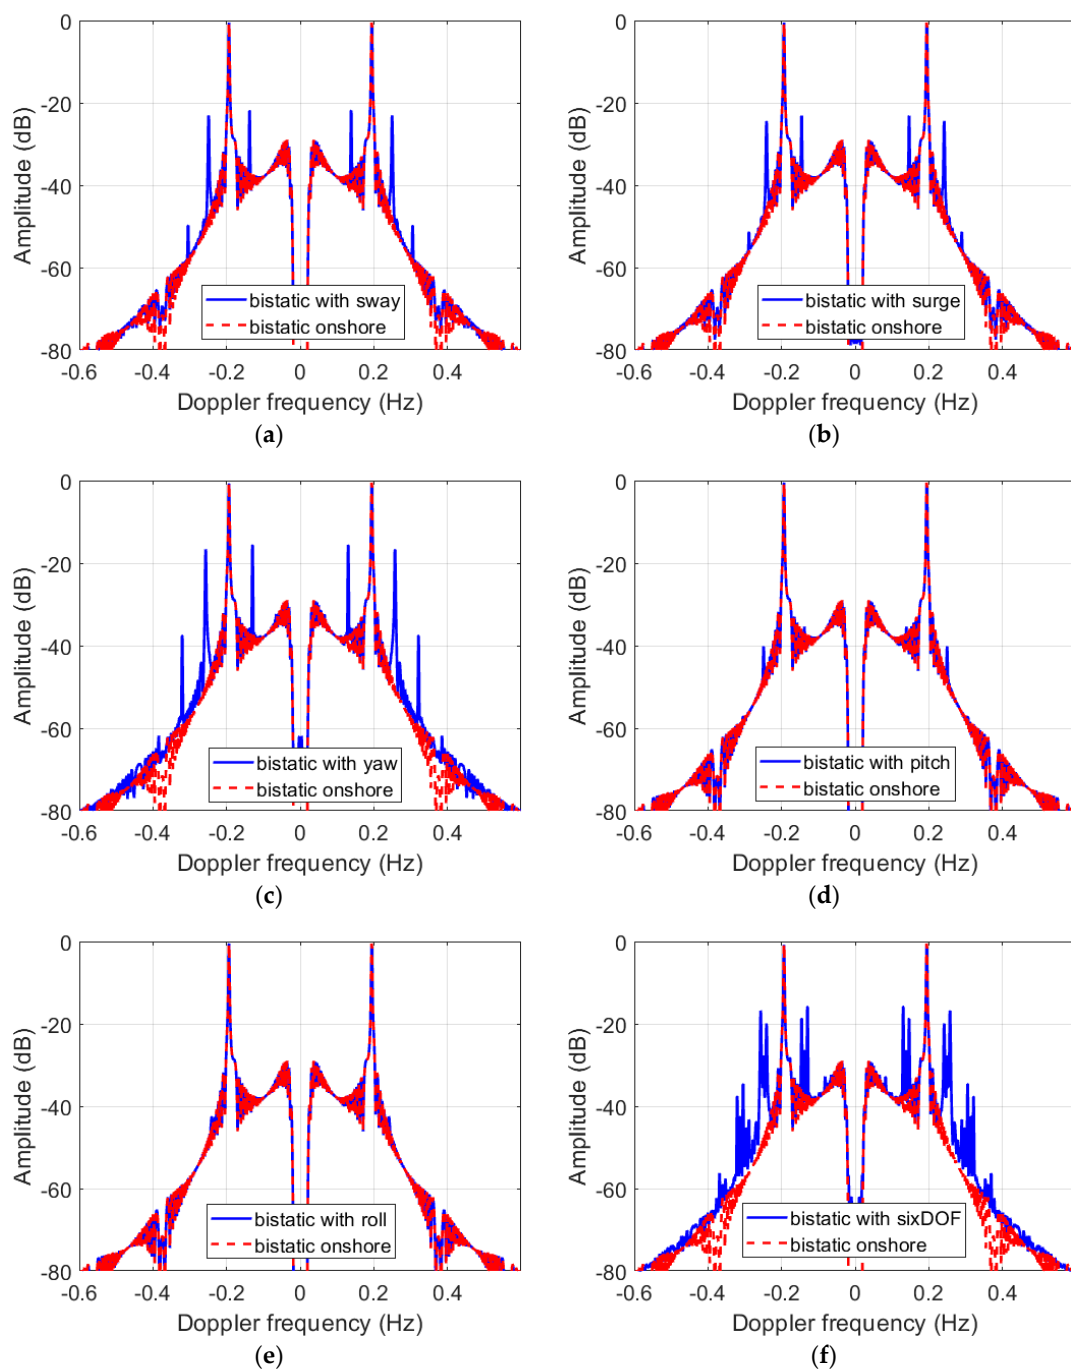 0
-20
-40
-60
-80
Amplitude (dB)
bistatic with sway
bistatic onshore
-0.6 -0.4 -0.2 0 0.2 0.4
Doppler frequency (Hz)
(a)
0
-20
-40
-60
-80
Amplitude (dB)
bistatic with surge
bistatic onshore
-0.6 -0.4 -0.2 0 0.2 0.4
Doppler frequency (Hz)
(b)
0
-20
-40
-60
-80
Amplitude (dB)
bistatic with yaw
bistatic onshore
-0.6 -0.4 -0.2 0 0.2 0.4
Doppler frequency (Hz)
(c)
0
-20
-40
-60
-80
Amplitude (dB)
bistatic with pitch
bistatic onshore
-0.6 -0.4 -0.2 0 0.2 0.4
Doppler frequency (Hz)
(d)
0
-20
-40
-60
-80
Amplitude (dB)
bistatic with roll
bistatic onshore
-0.6 -0.4 -0.2 0 0.2 0.4
Doppler frequency (Hz)
(e)
0
-20
-40
-60
-80
Amplitude (dB)
bistatic with sixDOF
bistatic onshore
-0.6 -0.4 -0.2 0 0.2 0.4
Doppler frequency (Hz)
(f)